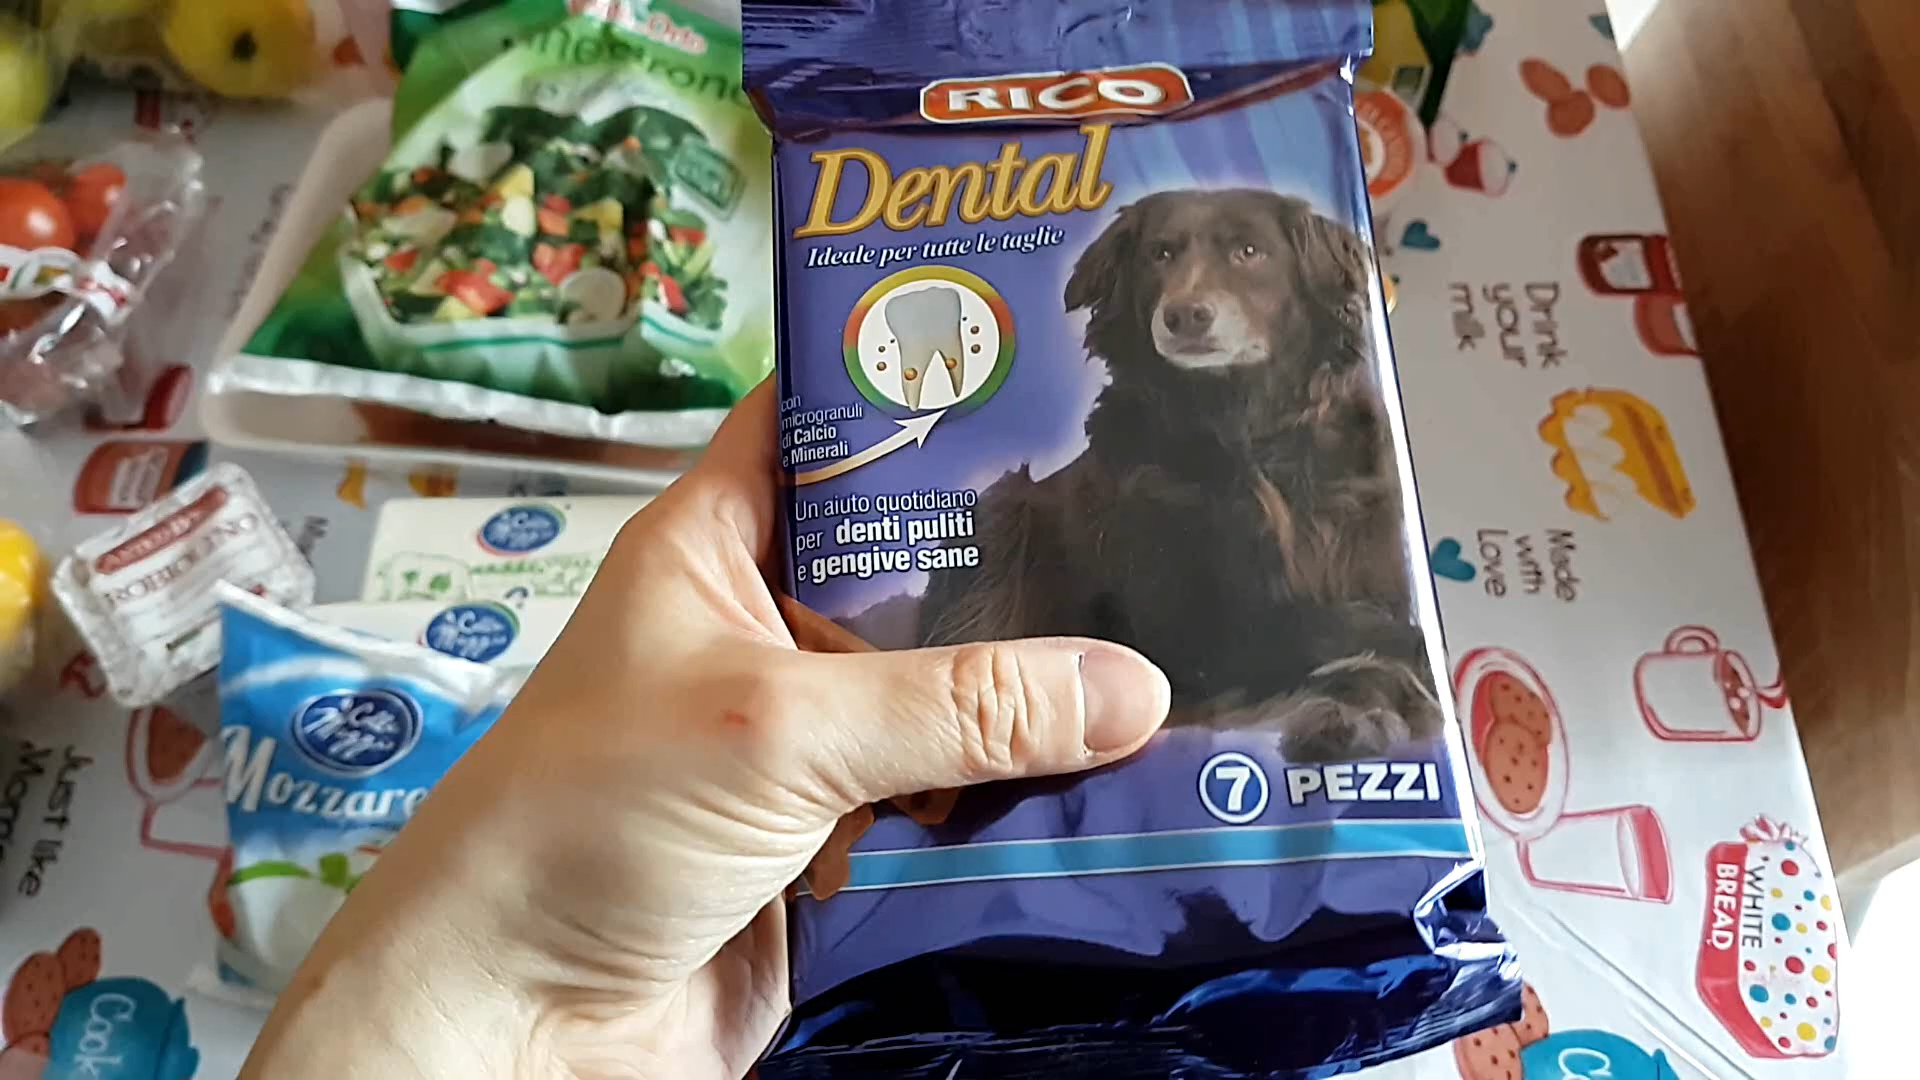 RICO
Dental
Ideale per tutte le taglie
con
microgranuli
di Calcio
e Minerali
Un aiuto quotidiano
per denti puliti
e gengive sane
7 PEZZI
Mozzare
Drink
your
milk
Made
with
Love
WHITE
BREAD
Just like
Cook